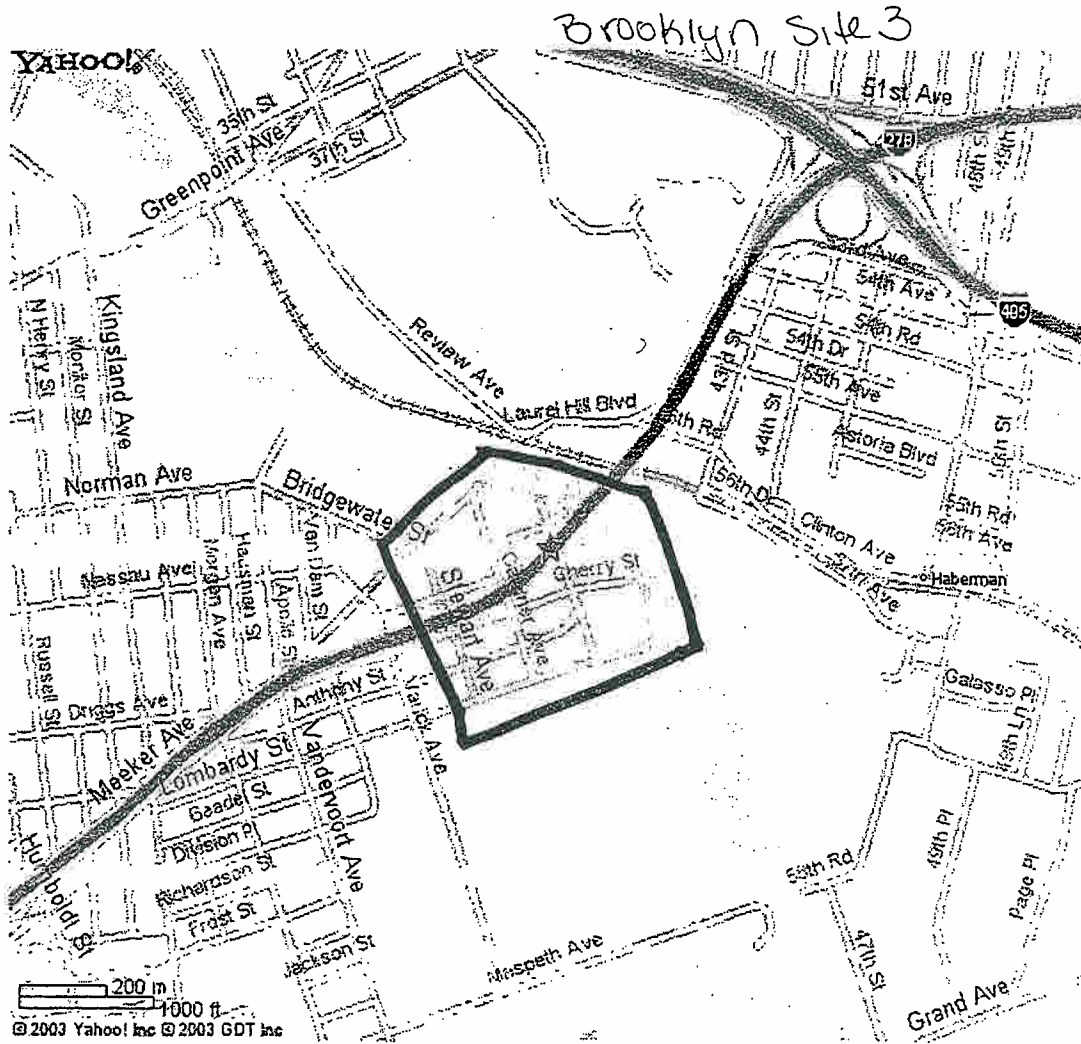 Brooklyn Site 3
YAHOO!
51st Ave
35th St
37th St
Greenpoint Ave
278
46th St
54th Ave
495
N Henry St
Monitor St
Kingsland Ave
Review Ave
54th Dr
43rd St
55th Ave
44th St
Laurel Hill Blvd
Astoria Blvd
Norman Ave
Bridgewater St
55th Dr
Clinton Ave
55th Rd
56th Ave
Haberman
Nassau Ave
Morgan Ave
Hausman St
Apollo St
Van Dam St
Cherry St
Stewart Ave
Gardner Ave
Russell St
Driggs Ave
Meeker Ave
Anthony St
Varick Ave
Galasso Pl
49th Ln
Lombardy St
Vandervoort Ave
Beadel St
Division Pl
Richardson St
Frost St
Humboldt St
Jackson St
Maspeth Ave
58th Rd
47th St
49th Pl
Page Pl
Grand Ave
200 m
1000 ft
© 2003 Yahoo! Inc © 2003 GDT Inc